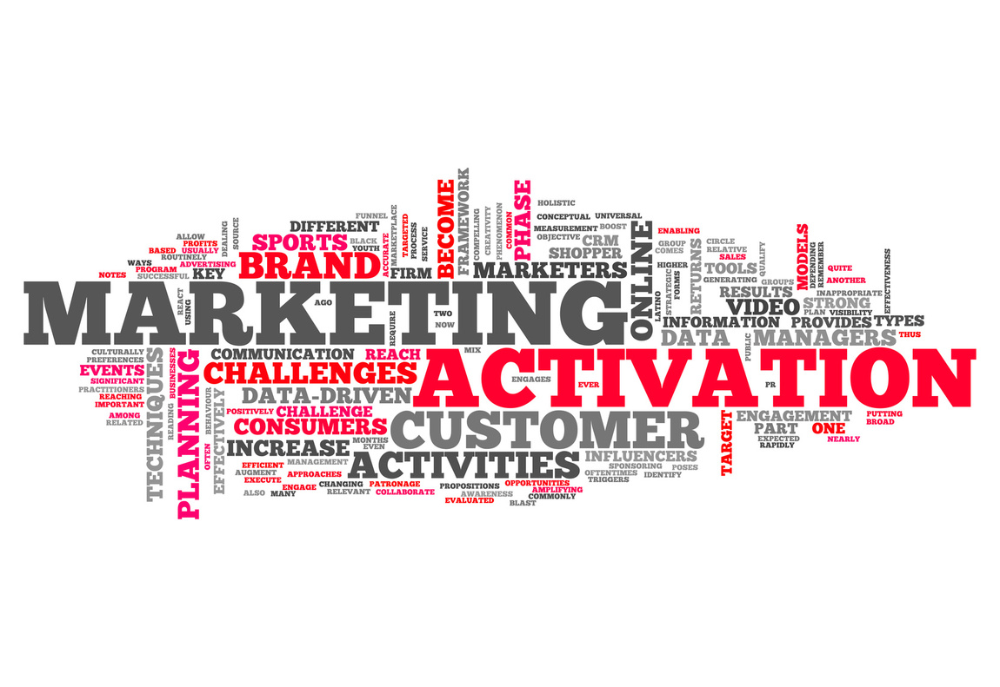 BECOME
FRAMEWORK
PHASE
HOLISTIC
FUNNEL
MARKETPLACE
TARGETED
PROCESS
SERVICE
COMPELLING
CREATIVITY
PHENOMENON
COMMON
CONCEPTUAL UNIVERSAL
DIFFERENT
MEASUREMENT BOOST
OBJECTIVE CRM
SHOPPER
DEALING
SOURCE
ALLOW
PROFITS
BASED USUALLY
ROUTINELY
SPORTS BLACK
YOUTH
ACCURATE
WAYS ADVERTISING
PROGRAM
NOTES SUCCESSFUL KEY
BRAND FIRM
MARKETERS
ONLINE
ENABLING
GROUP CIRCLE
COMES RELATIVE
SALES
QUALIFY
MODELS
DEPENDING
REMEMBER
HIGHER
RETURNS
TOOLS
STRATEGIC
FORMS
LATINO
GENERATING GROUPS
QUITE
ANOTHER
EFFECTIVENESS
RESULTS INAPPROPRIATE
VIDEO STRONG
PLAN VISIBILITY
INFORMATION PROVIDES TYPES
DATA MANAGERS THUS
PUBLIC
MARKETING
REACT
USING
AGO
REQUIRE
TWO
NOW
MIX
ACTIVATION
ENGAGES
EVER
PR
CULTURALLY
PREFERENCES
EVENTS
SIGNIFICANT
PRACTITIONERS
REACHING
IMPORTANT
AMONG
RELATED
TECHNIQUES
BUSINESSES
READING
PLANNING
BEHAVIOUR
OFTEN
EFFECTIVELY
COMMUNICATION REACH
CHALLENGES
DATA-DRIVEN
POSITIVELY CHALLENGE
CONSUMERS
CUSTOMER
MONTHS
EVEN
INCREASE
ACTIVITIES
INFLUENCERS
SPONSORING POSES
OFTENTIMES IDENTIFY
TRIGGERS
TARGET
ENGAGEMENT
PART ONE
EXPECTED
RAPIDLY
NEARLY
PUTTING
BROAD
MANAGEMENT
EFFICIENT
AUGMENT APPROACHES
EXECUTE
ENGAGE CHANGING PATRONAGE
ALSO MANY RELEVANT COLLABORATE
PROPOSITIONS OPPORTUNITIES
AWARENESS AMPLIFYING
EVALUATED COMMONLY
BLAST